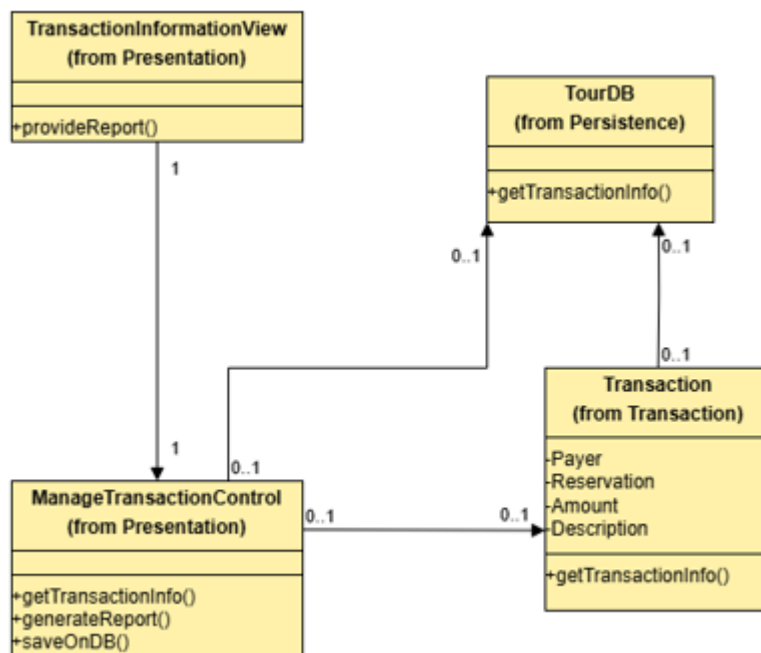 TransactionInformationView
(from Presentation)
+provideReport()
1
TourDB
(from Persistence)
+getTransactionInfo()
0..1
0..1
0..1
Transaction
(from Transaction)
-Payer
-Reservation
-Amount
-Description
+getTransactionInfo()
1
0..1
ManageTransactionControl
(from Presentation)
0..1
0..1
+getTransactionInfo()
+generateReport()
+saveOnDB()